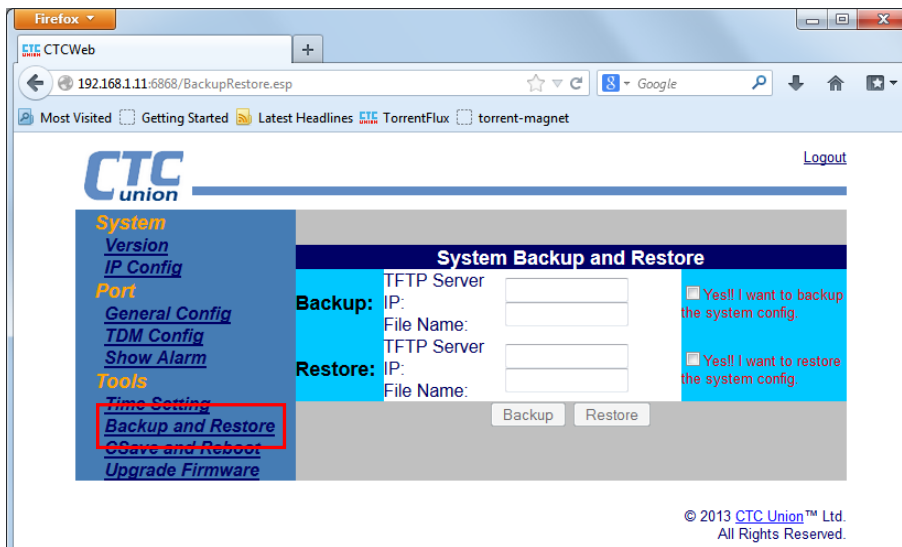 Firefox
CTC CTCWeb
192.168.1.11:6868/BackupRestore.esp
Google
Most Visited Getting Started Latest Headlines TorrentFlux torrent-magnet
CTC
union
Logout
System
Version
IP Config
Port
General Config
TDM Config
Show Alarm
Tools
Time Setting
Backup and Restore
CSave and Reboot
Upgrade Firmware
System Backup and Restore
Backup:
TFTP Server
IP:
File Name:
Yes!! I want to backup
the system config.
Restore:
TFTP Server
IP:
File Name:
Yes!! I want to restore
the system config.
Backup Restore
© 2013 CTC Union™ Ltd.
All Rights Reserved.